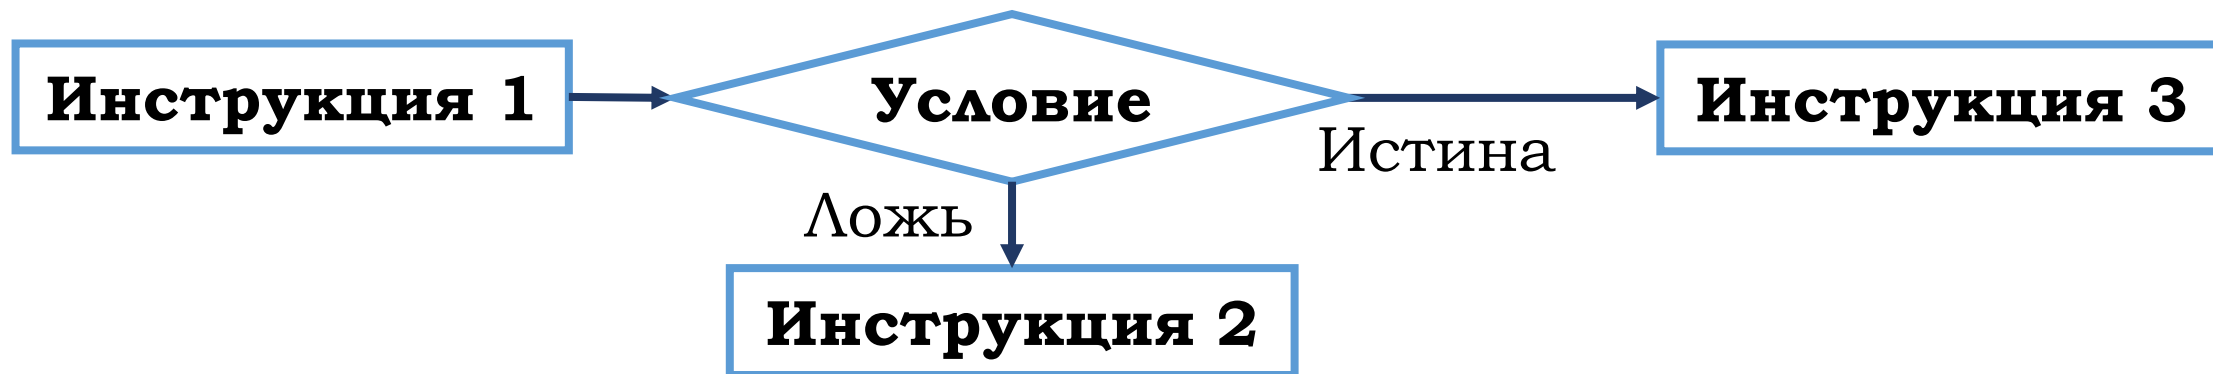 Инструкция 1
Условие
Инструкция 3
Истина
Ложь
Инструкция 2